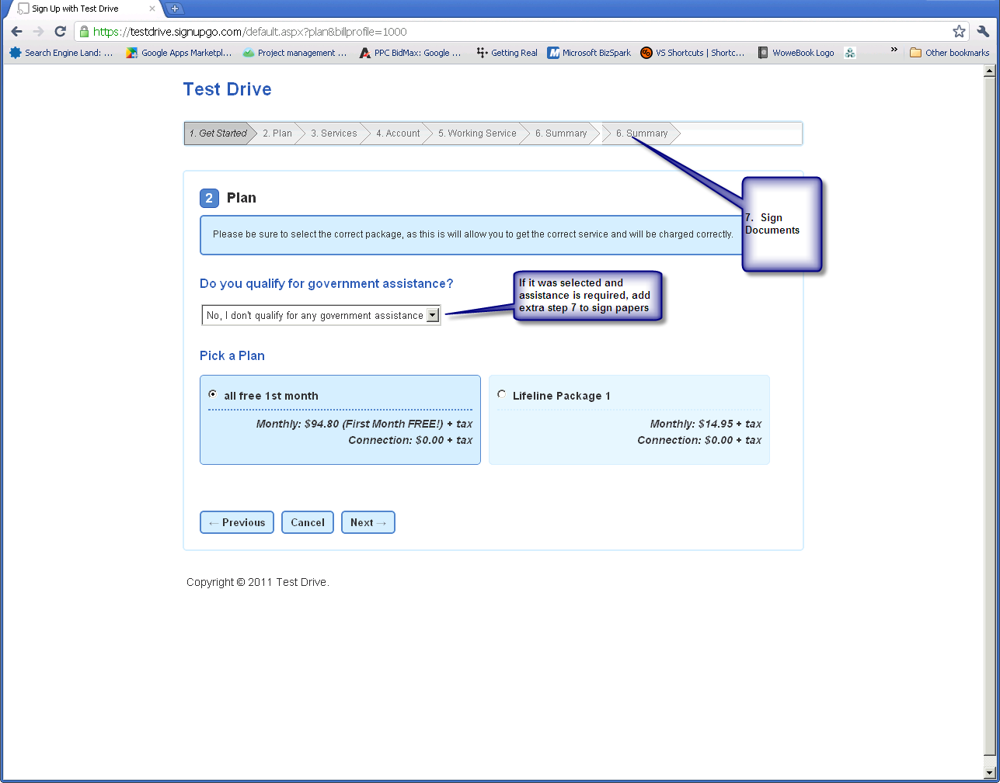 Sign Up with Test Drive
https://testdrive.signupgo.com/default.aspx?plan&billprofile=1000
Search Engine Land: ...
Google Apps Marketpl...
Project management ...
PPC BidMax: Google ...
Getting Real
Microsoft BizSpark
VS Shortcuts | Shortc...
WoweBook Logo
»
Other bookmarks
Test Drive
1. Get Started
2. Plan
3. Services
4. Account
5. Working Service
6. Summary
6. Summary
7. Sign
Documents
2 Plan
Please be sure to select the correct package, as this is will allow you to get the correct service and will be charged correctly.
Do you qualify for government assistance?
No, I don't qualify for any government assistance
If it was selected and
assistance is required, add
extra step 7 to sign papers
Pick a Plan
all free 1st month
Monthly: $94.80 (First Month FREE!) + tax
Connection: $0.00 + tax
Lifeline Package 1
Monthly: $14.95 + tax
Connection: $0.00 + tax
← Previous
Cancel
Next →
Copyright © 2011 Test Drive.